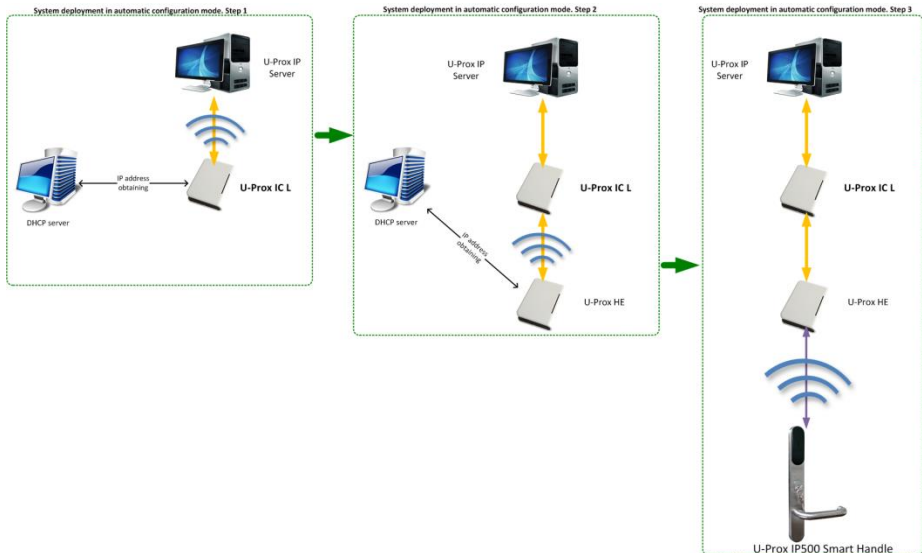 System deployment in automatic configuration mode. Step 1
U-Prox IP
Server
IP address
obtaining
U-Prox IC L
DHCP server
System deployment in automatic configuration mode. Step 2
U-Prox IP
Server
U-Prox IC L
DHCP server
IP address
obtaining
U-Prox HE
System deployment in automatic configuration mode. Step 3
U-Prox IP
Server
U-Prox IC L
U-Prox HE
U-Prox IP500 Smart Handle